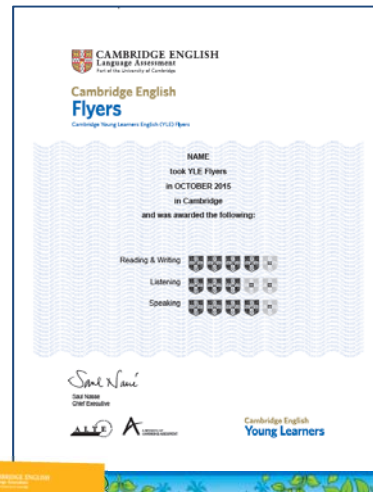 CAMBRIDGE ENGLISH
Language Assessment
Part of the University of Cambridge
Cambridge English
Flyers
Cambridge Young Learners English (YLE) Flyers
NAME
took YLE Flyers
in OCTOBER 2015
in Cambridge
and was awarded the following:
Reading & Writing
Listening
Speaking
Saul Nassé
Saul Nassé
Chief Executive
ALTE
Cambridge English
Young Learners
CAMBRIDGE ENGLISH